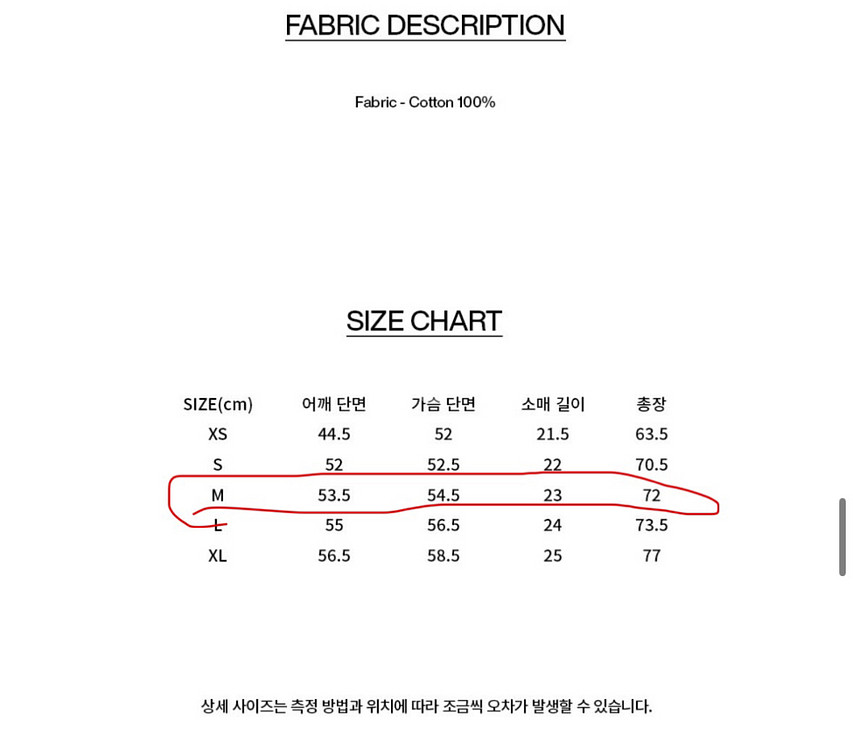 FABRIC DESCRIPTION
Fabric - Cotton 100%
SIZE CHART
SIZE(cm) 어깨 단면 가슴 단면 소매 길이 총장
XS 44.5 52 21.5 63.5
S 52 52.5 22 70.5
M 53.5 54.5 23 72
L 55 56.5 24 73.5
XL 56.5 58.5 25 77
상세 사이즈는 측정 방법과 위치에 따라 조금씩 오차가 발생할 수 있습니다.